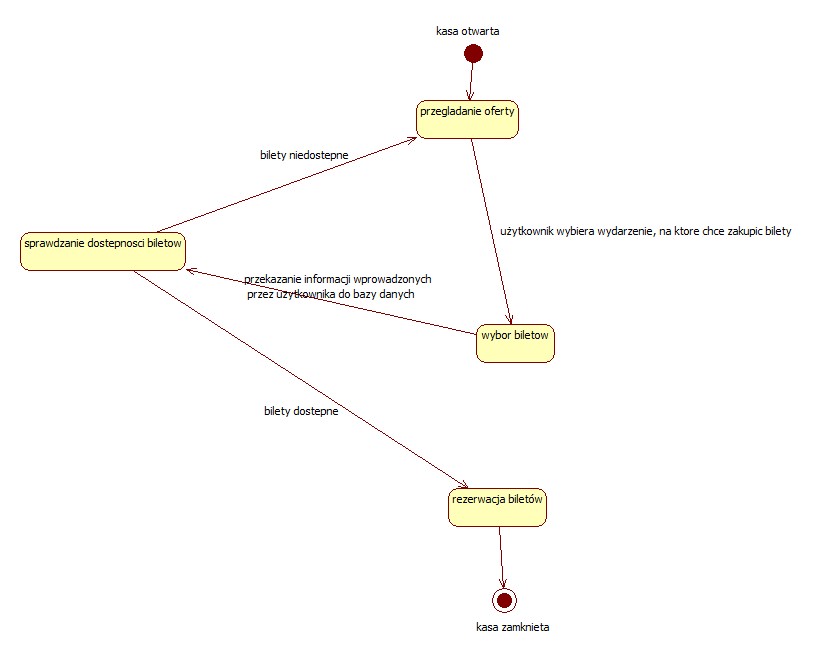 kasa otwarta
przegladanie oferty
bilety niedostepne
użytkownik wybiera wydarzenie, na ktore chce zakupic bilety
sprawdzanie dostepnosci biletow
przekazanie informacji wprowadzonych
przez uzytkownika do bazy danych
wybor biletow
bilety dostepne
rezerwacja biletów
kasa zamknieta